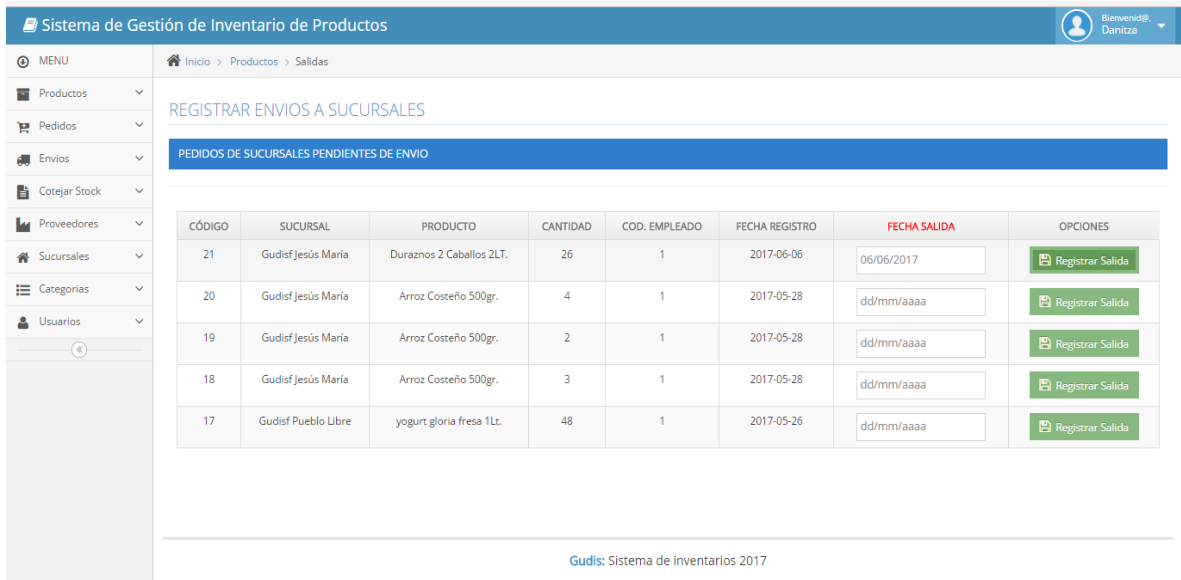 Sistema de Gestión de Inventario de Productos
Bienvenid@,
Danitza
MENU
Inicio > Productos > Salidas
Productos
Pedidos
Envios
Cotejar Stock
Proveedores
Sucursales
Categorias
Usuarios
REGISTRAR ENVIOS A SUCURSALES
PEDIDOS DE SUCURSALES PENDIENTES DE ENVIO
CÓDIGO SUCURSAL PRODUCTO CANTIDAD COD. EMPLEADO FECHA REGISTRO FECHA SALIDA OPCIONES
21 Gudisf Jesús María Duraznos 2 Caballos 2LT. 26 1 2017-06-06 06/06/2017 Registrar Salida
20 Gudisf Jesús María Arroz Costeño 500gr. 4 1 2017-05-28 dd/mm/aaaa Registrar Salida
19 Gudisf Jesús María Arroz Costeño 500gr. 2 1 2017-05-28 dd/mm/aaaa Registrar Salida
18 Gudisf Jesús María Arroz Costeño 500gr. 3 1 2017-05-28 dd/mm/aaaa Registrar Salida
17 Gudisf Pueblo Libre yogurt gloria fresa 1Lt. 48 1 2017-05-26 dd/mm/aaaa Registrar Salida
Gudis: Sistema de inventarios 2017